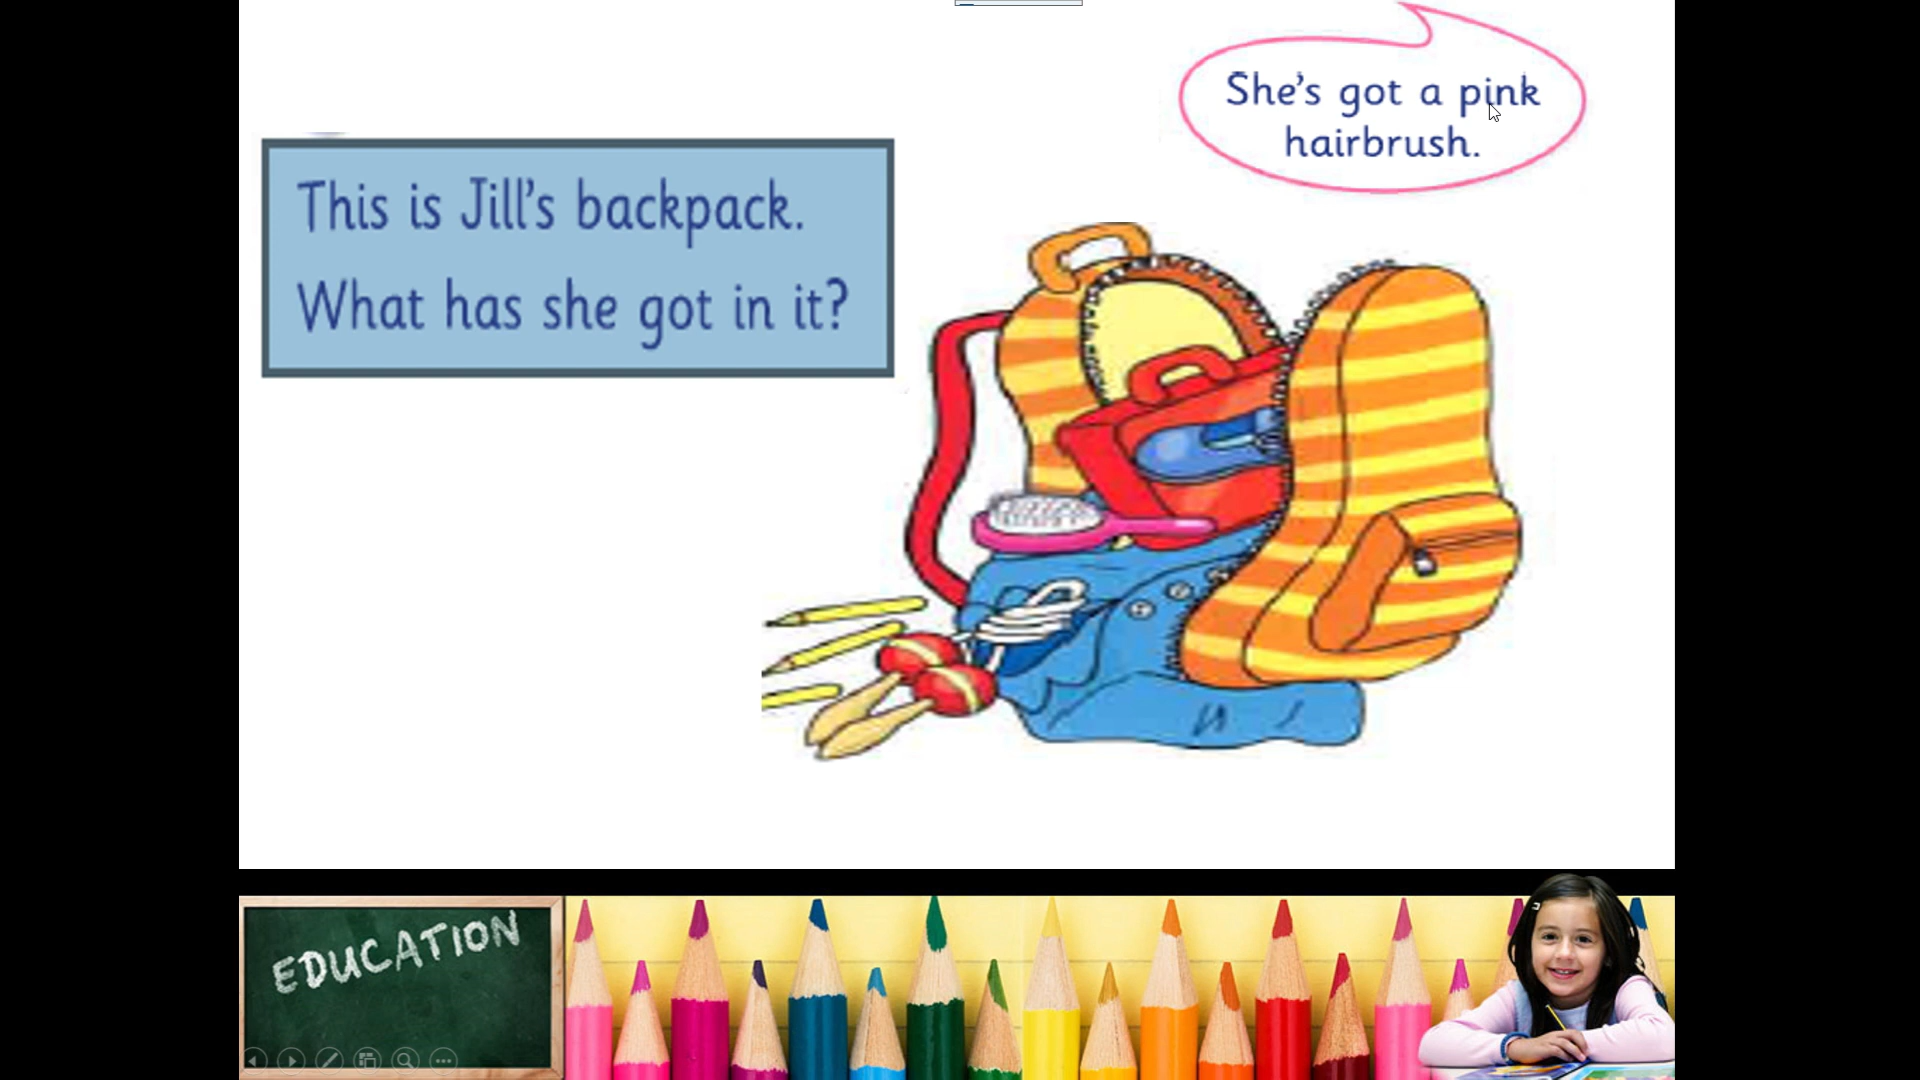 This is Jill's backpack.
What has she got in it?
She's got a pink
hairbrush.
EDUCATION